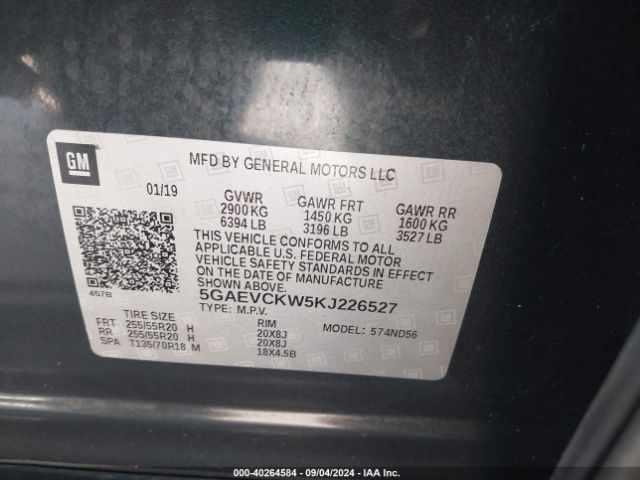 GM
MFD BY GENERAL MOTORS LLC
01/19
GVWR
2900 KG
6394 LB
GAWR FRT
1450 KG
3196 LB
GAWR RR
1600 KG
3527 LB
THIS VEHICLE CONFORMS TO ALL
APPLICABLE U.S. FEDERAL MOTOR
VEHICLE SAFETY STANDARDS IN EFFECT
ON THE DATE OF MANUFACTURE
SHOWN ABOVE.
457B
5GAEVCKW5KJ226527
TYPE: M.P.V.
MODEL: 574ND56
TIRE SIZE
RIM
FRT 255/55R20 H 20X8J
RR 255/55R20 H 20X8J
SPA T135/70R18 M 18X4.5B
000-40264584 - 09/04/2024 - IAA Inc.